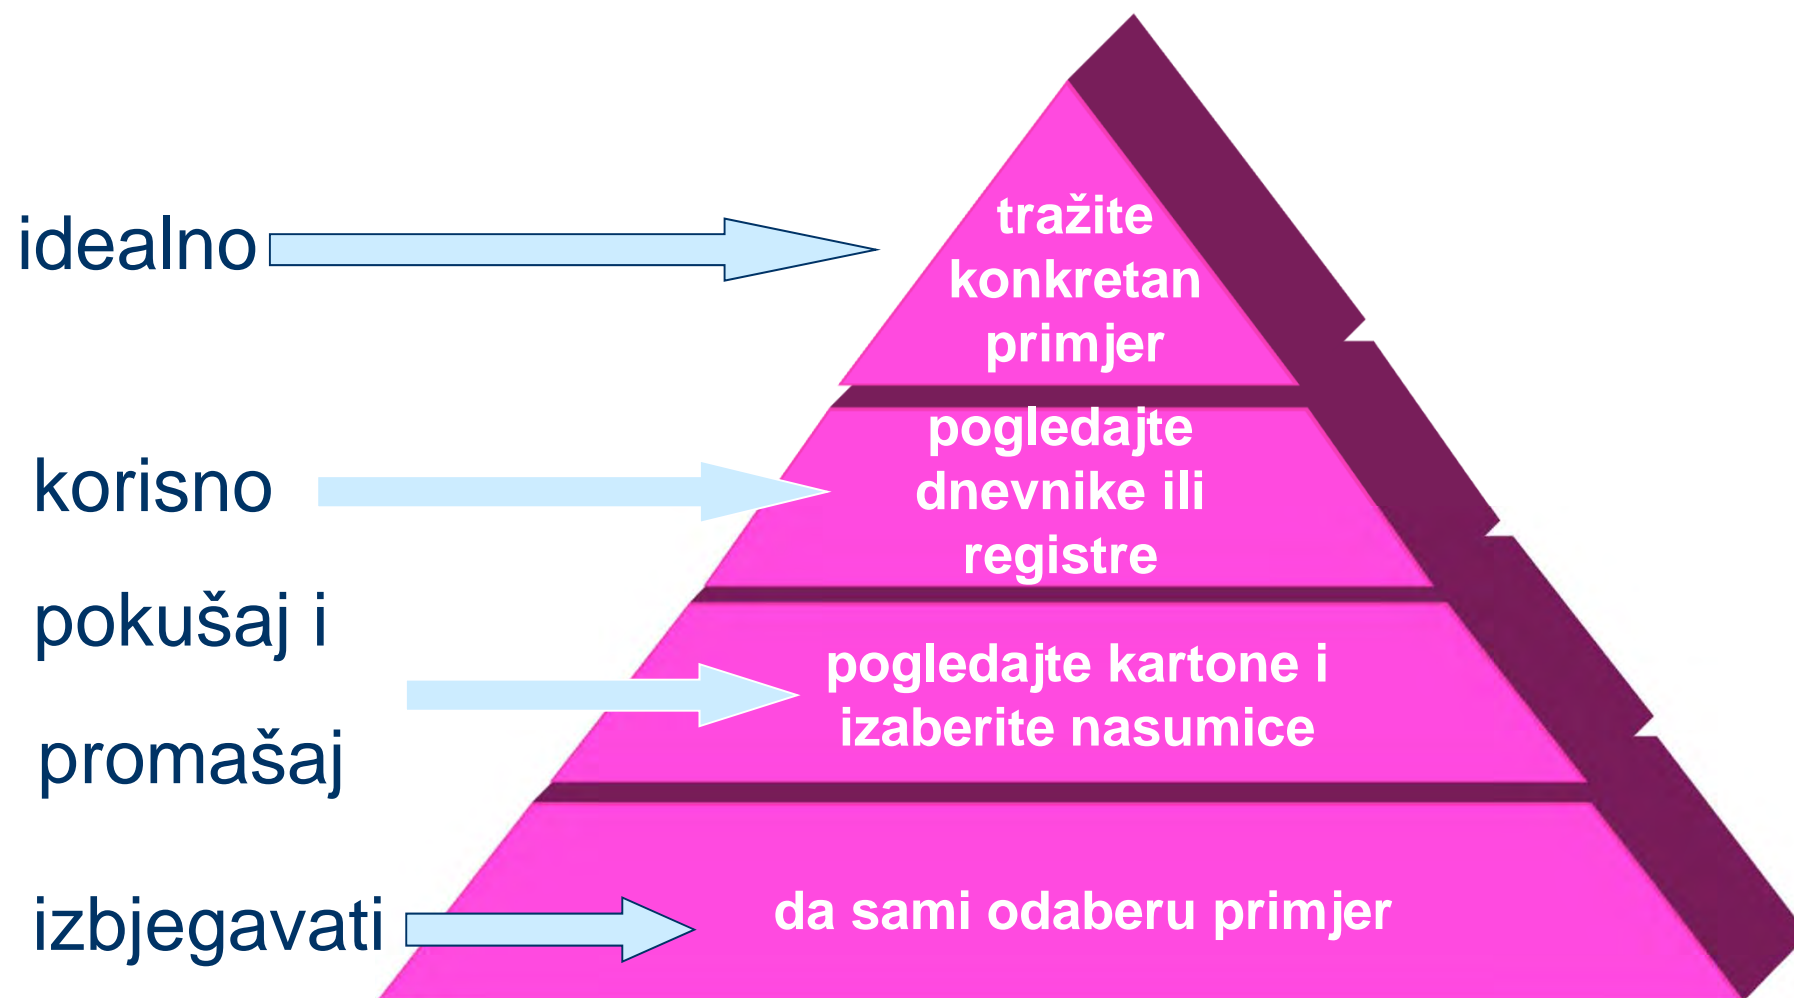 idealno
tražite
konkretan
primjer
korisno
pogledajte
dnevnike ili
registre
pokušaj i
promašaj
pogledajte kartone i
izaberite nasumice
izbjegavati
da sami odaberu primjer